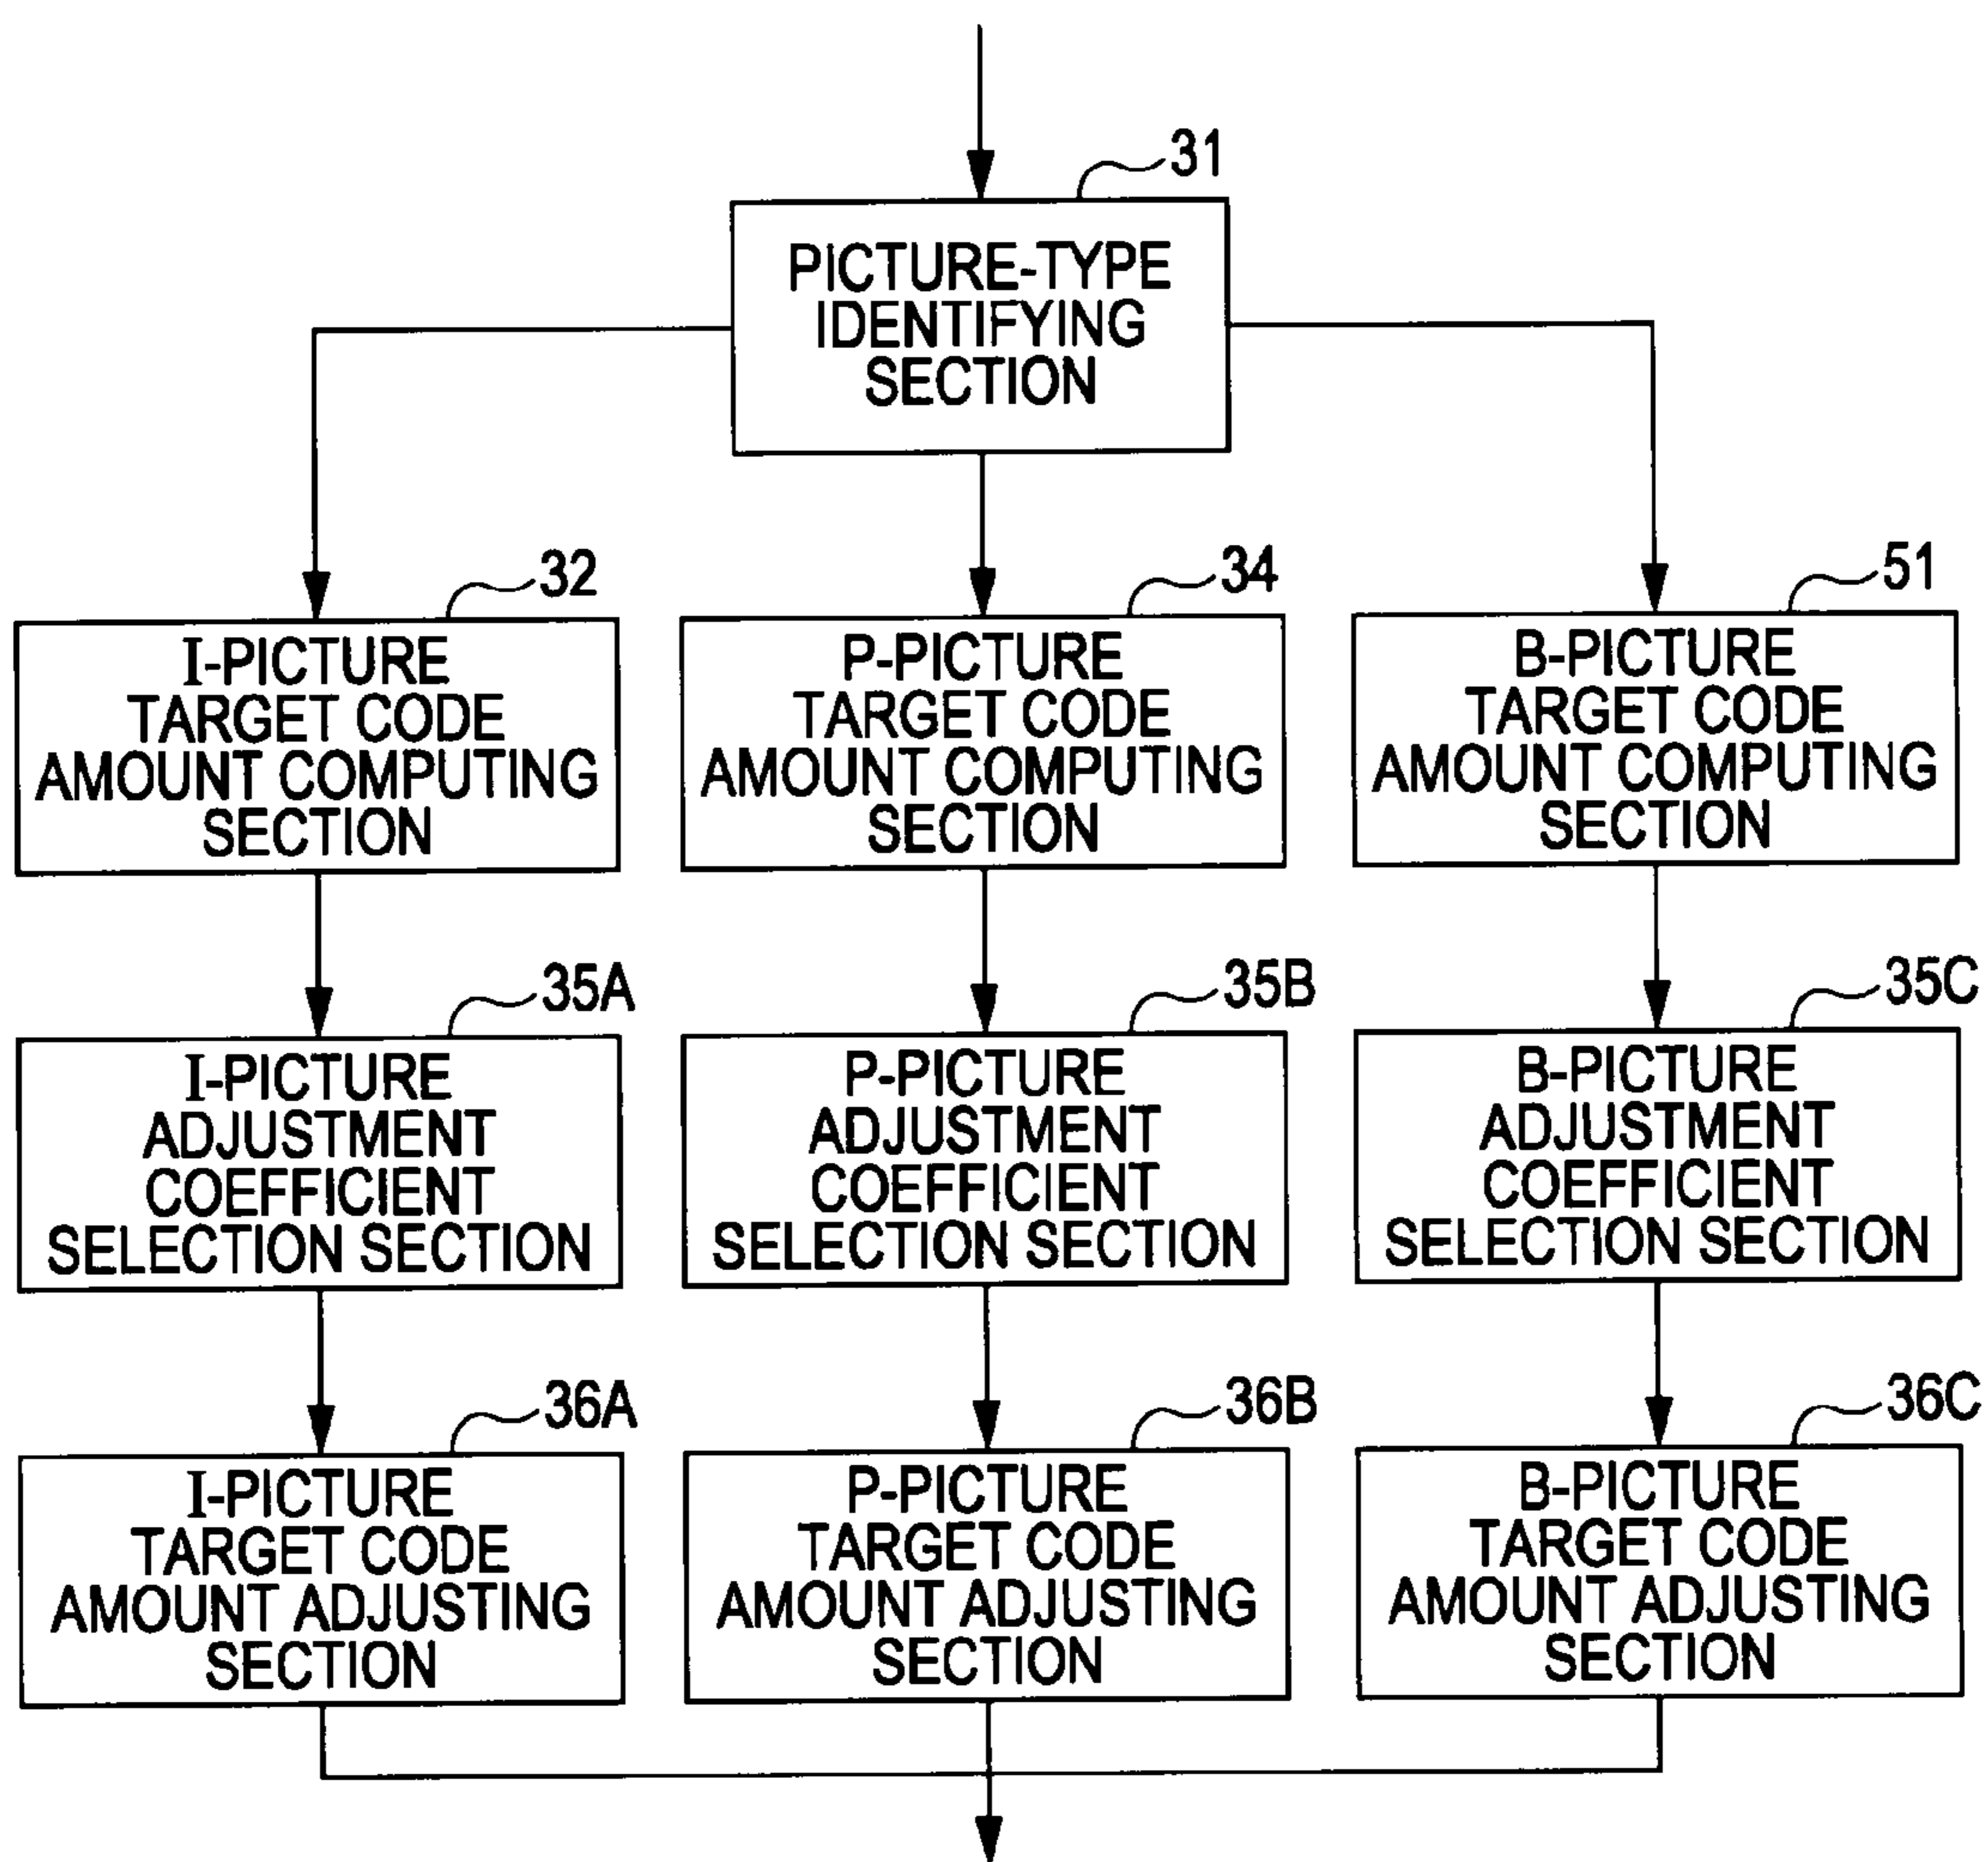 31
PICTURE-TYPE
IDENTIFYING
SECTION
32
I-PICTURE
TARGET CODE
AMOUNT COMPUTING
SECTION
34
P-PICTURE
TARGET CODE
AMOUNT COMPUTING
SECTION
51
B-PICTURE
TARGET CODE
AMOUNT COMPUTING
SECTION
35A
I-PICTURE
ADJUSTMENT
COEFFICIENT
SELECTION SECTION
35B
P-PICTURE
ADJUSTMENT
COEFFICIENT
SELECTION SECTION
35C
B-PICTURE
ADJUSTMENT
COEFFICIENT
SELECTION SECTION
36A
I-PICTURE
TARGET CODE
AMOUNT ADJUSTING
SECTION
36B
P-PICTURE
TARGET CODE
AMOUNT ADJUSTING
SECTION
36C
B-PICTURE
TARGET CODE
AMOUNT ADJUSTING
SECTION